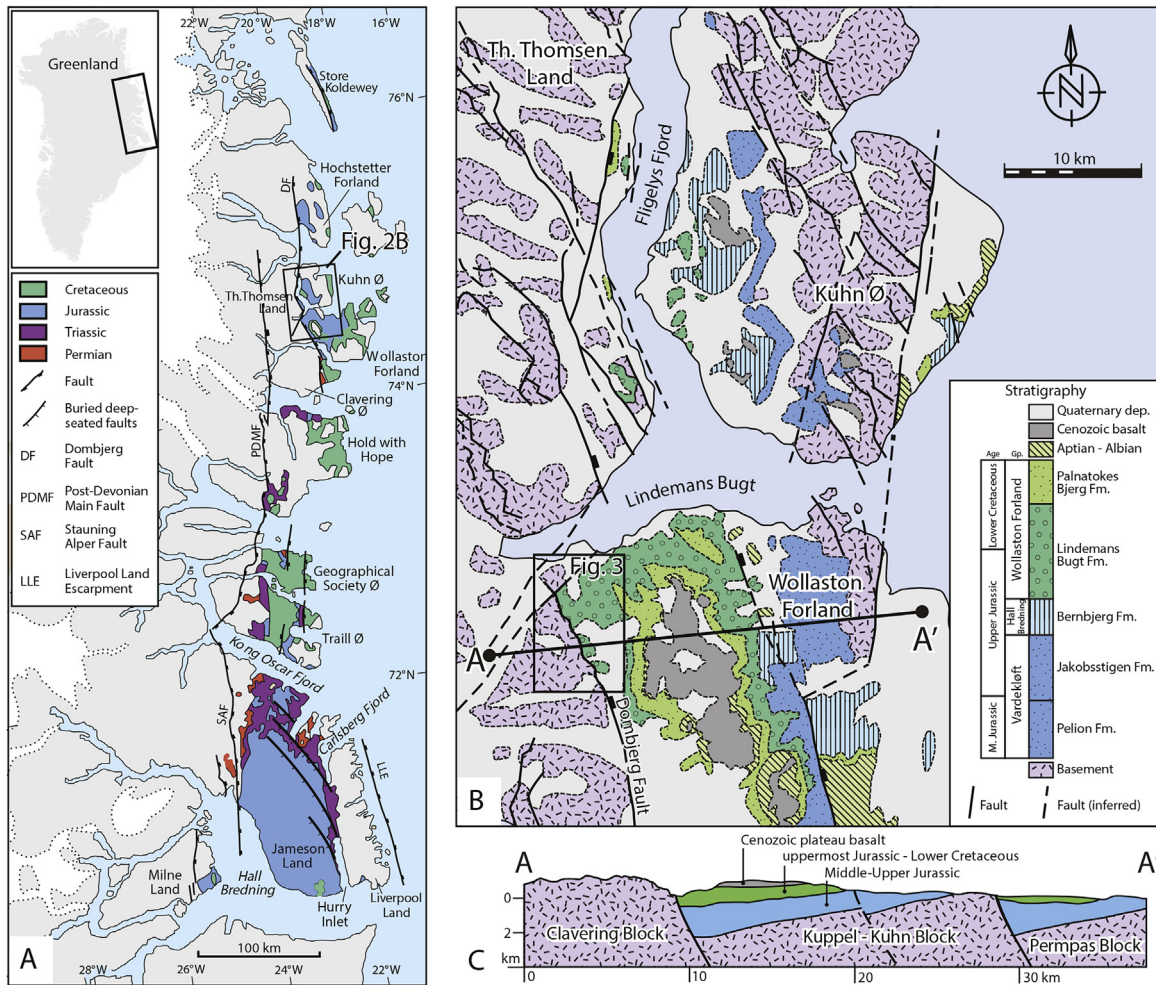 22°W
20°W
18°W
16°W
Greenland
Store
Koldewey
76°N
Hochstetter
Forland
DF
Fig. 2B
Kuhn Ø
Th.Thomsen
Land
Wollaston
Forland
74°N
Clavering
Ø
Hold with
Hope
PDMF
Geographical
Society Ø
Traill Ø
Kong Oscar Fjord
72°N
SAF
Carlsberg Fjord
LLE
Jameson
Land
Milne
Land
Hall
Bredning
Hurry
Inlet
Liverpool
Land
100 km
A
28°W
26°W
24°W
22°W
Cretaceous
Jurassic
Triassic
Permian
Fault
Buried deep-
seated faults
DF
Dombjerg
Fault
PDMF
Post-Devonian
Main Fault
SAF
Stauning
Alper Fault
LLE
Liverpool Land
Escarpment
Th. Thomsen
Land
Fligelys Fjord
N
10 km
Kuhn Ø
Lindemans Bugt
Fig. 3
Wollaston
Forland
A
A'
Dombjerg Fault
B
Stratigraphy
Quaternary dep.
Cenozoic basalt
Aptian - Albian
Age
Gp.
Lower Cretaceous
Upper Jurassic
M. Jurassic
Wollaston Forland
Hall
Bredning
Vardekløft
Palnatokes
Bjerg Fm.
Lindemans
Bugt Fm.
Bernbjerg Fm.
Jakobsstigen Fm.
Pelion Fm.
Basement
Fault
Fault (inferred)
A
Cenozoic plateau basalt
uppermost Jurassic - Lower Cretaceous
Middle-Upper Jurassic
A'
0
2
km
Clavering Block
Kuppel - Kuhn Block
Permpas Block
C
0
10
20
30 km